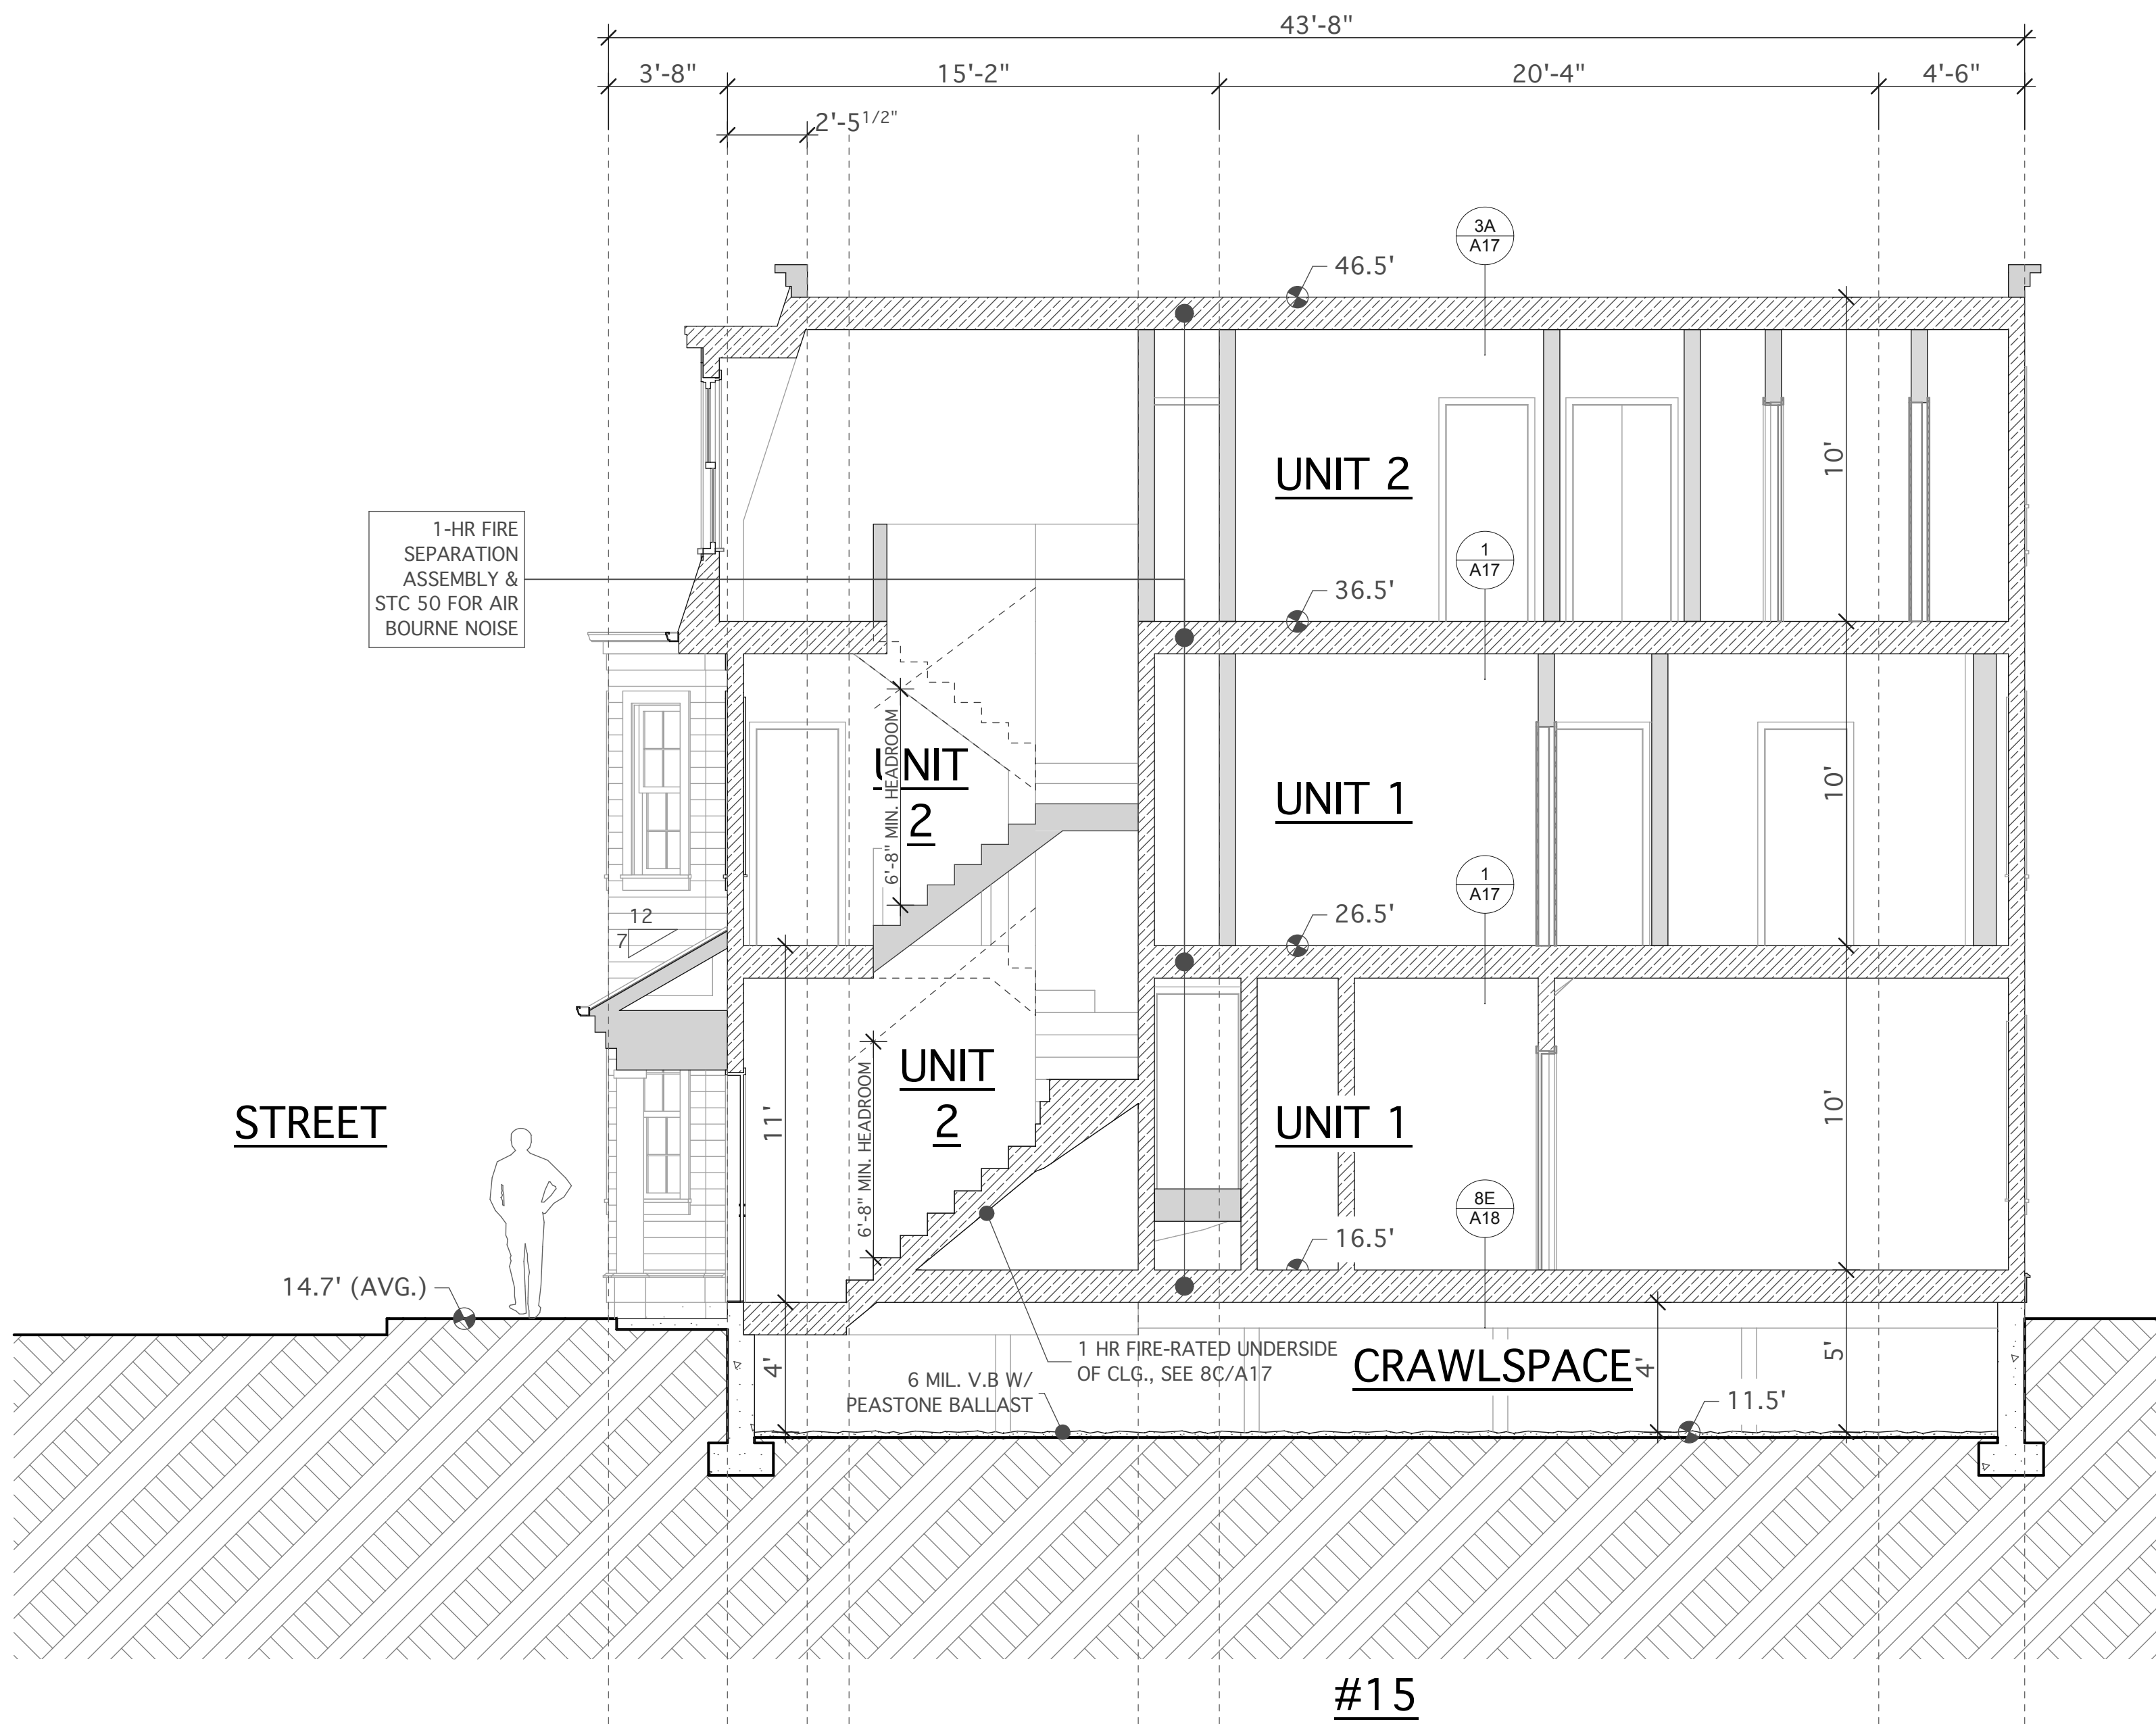 43'-8"
3'-8"
15'-2"
20'-4"
4'-6"
2'-5 1/2"
3A
A17
46.5'
10'
UNIT 2
1-HR FIRE
SEPARATION
ASSEMBLY &
STC 50 FOR AIR
BOURNE NOISE
1
A17
36.5'
6'-8" MIN. HEADROOM
UNIT
2
UNIT 1
10'
1
A17
26.5'
12
7
11'
6'-8" MIN. HEADROOM
UNIT
2
UNIT 1
10'
STREET
8E
A18
16.5'
14.7' (AVG.)
4'
1 HR FIRE-RATED UNDERSIDE
OF CLG., SEE 8C/A17
6 MIL. V.B W/
PEASTONE BALLAST
CRAWLSPACE
4'
5'
11.5'
#15